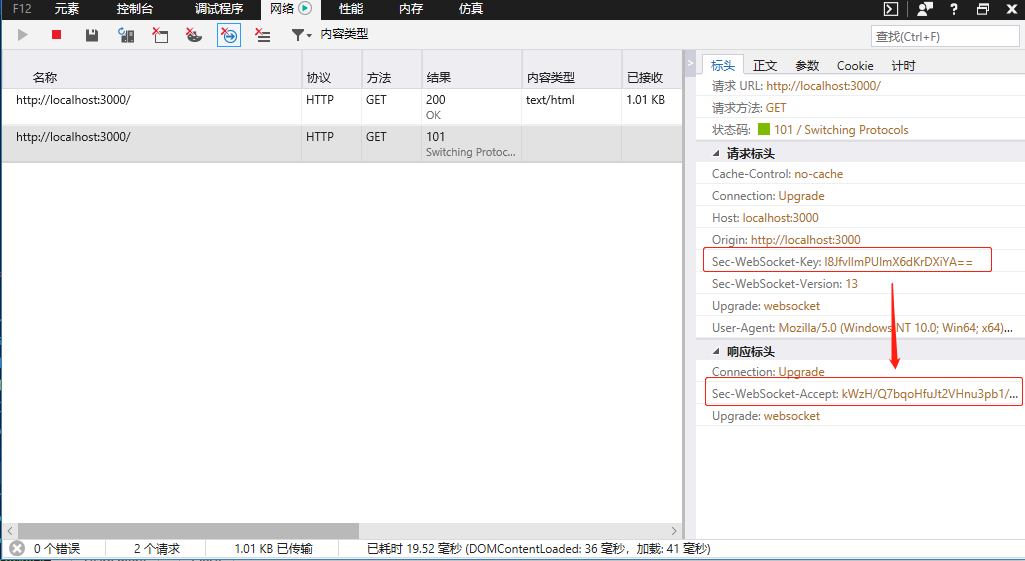 F12 元素 控制台 调试程序 网络 性能 内存 仿真
内容类型
查找(Ctrl+F)
名称 协议 方法 结果 内容类型 已接收
http://localhost:3000/ HTTP GET 200 text/html 1.01 KB
OK
http://localhost:3000/ HTTP GET 101
Switching Protoc...
标头 正文 参数 Cookie 计时
请求 URL: http://localhost:3000/
请求方法: GET
状态码: 101 / Switching Protocols
请求标头
Cache-Control: no-cache
Connection: Upgrade
Host: localhost:3000
Origin: http://localhost:3000
Sec-WebSocket-Key: I8JfvIlmPUlmX6dKrDXiYA==
Sec-WebSocket-Version: 13
Upgrade: websocket
User-Agent: Mozilla/5.0 (Windows NT 10.0; Win64; x64)...
响应标头
Connection: Upgrade
Sec-WebSocket-Accept: kWzH/Q7bqoHfuJt2VHnu3pb1/...
Upgrade: websocket
0 个错误 2 个请求 1.01 KB 已传输 已耗时 19.52 毫秒 (DOMContentLoaded: 36 毫秒，加载: 41 毫秒)